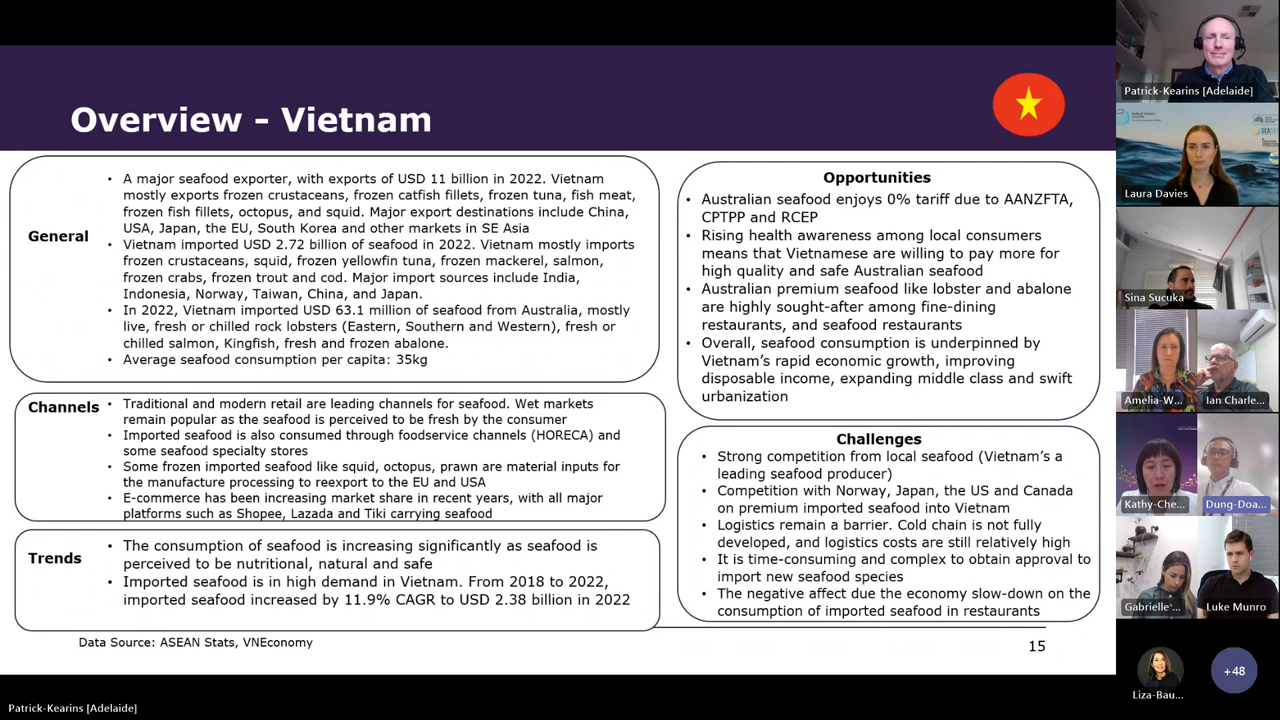 Overview - Vietnam
General
• A major seafood exporter, with exports of USD 11 billion in 2022. Vietnam
mostly exports frozen crustaceans, frozen catfish fillets, frozen tuna, fish meat,
frozen fish fillets, octopus, and squid. Major export destinations include China,
USA, Japan, the EU, South Korea and other markets in SE Asia
• Vietnam imported USD 2.72 billion of seafood in 2022. Vietnam mostly imports
frozen crustaceans, squid, frozen yellowfin tuna, frozen mackerel, salmon,
frozen crabs, frozen trout and cod. Major import sources include India,
Indonesia, Norway, Taiwan, China, and Japan.
• In 2022, Vietnam imported USD 63.1 million of seafood from Australia, mostly
live, fresh or chilled rock lobsters (Eastern, Southern and Western), fresh or
chilled salmon, Kingfish, fresh and frozen abalone.
• Average seafood consumption per capita: 35kg
Channels
• Traditional and modern retail are leading channels for seafood. Wet markets
remain popular as the seafood is perceived to be fresh by the consumer
• Imported seafood is also consumed through foodservice channels (HORECA) and
some seafood specialty stores
• Some frozen imported seafood like squid, octopus, prawn are material inputs for
the manufacture processing to reexport to the EU and USA
• E-commerce has been increasing market share in recent years, with all major
platforms such as Shopee, Lazada and Tiki carrying seafood
Trends
• The consumption of seafood is increasing significantly as seafood is
perceived to be nutritional, natural and safe
• Imported seafood is in high demand in Vietnam. From 2018 to 2022,
imported seafood increased by 11.9% CAGR to USD 2.38 billion in 2022
Opportunities
• Australian seafood enjoys 0% tariff due to AANZFTA,
CPTPP and RCEP
• Rising health awareness among local consumers
means that Vietnamese are willing to pay more for
high quality and safe Australian seafood
• Australian premium seafood like lobster and abalone
are highly sought-after among fine-dining
restaurants, and seafood restaurants
• Overall, seafood consumption is underpinned by
Vietnam's rapid economic growth, improving
disposable income, expanding middle class and swift
urbanization
Challenges
• Strong competition from local seafood (Vietnam's a
leading seafood producer)
• Competition with Norway, Japan, the US and Canada
on premium imported seafood into Vietnam
• Logistics remain a barrier. Cold chain is not fully
developed, and logistics costs are still relatively high
• It is time-consuming and complex to obtain approval to
import new seafood species
• The negative affect due the economy slow-down on the
consumption of imported seafood in restaurants
Data Source: ASEAN Stats, VNEconomy
15
Patrick-Kearins [Adelaide]
Patrick-Kearins [Adelaide]
Laura Davies
Sina Sucuka
Amelia-W...
Ian Charle...
Kathy-Che...
Dung-Doa...
Gabrielle-...
Luke Munro
Liza-Bau...
+48